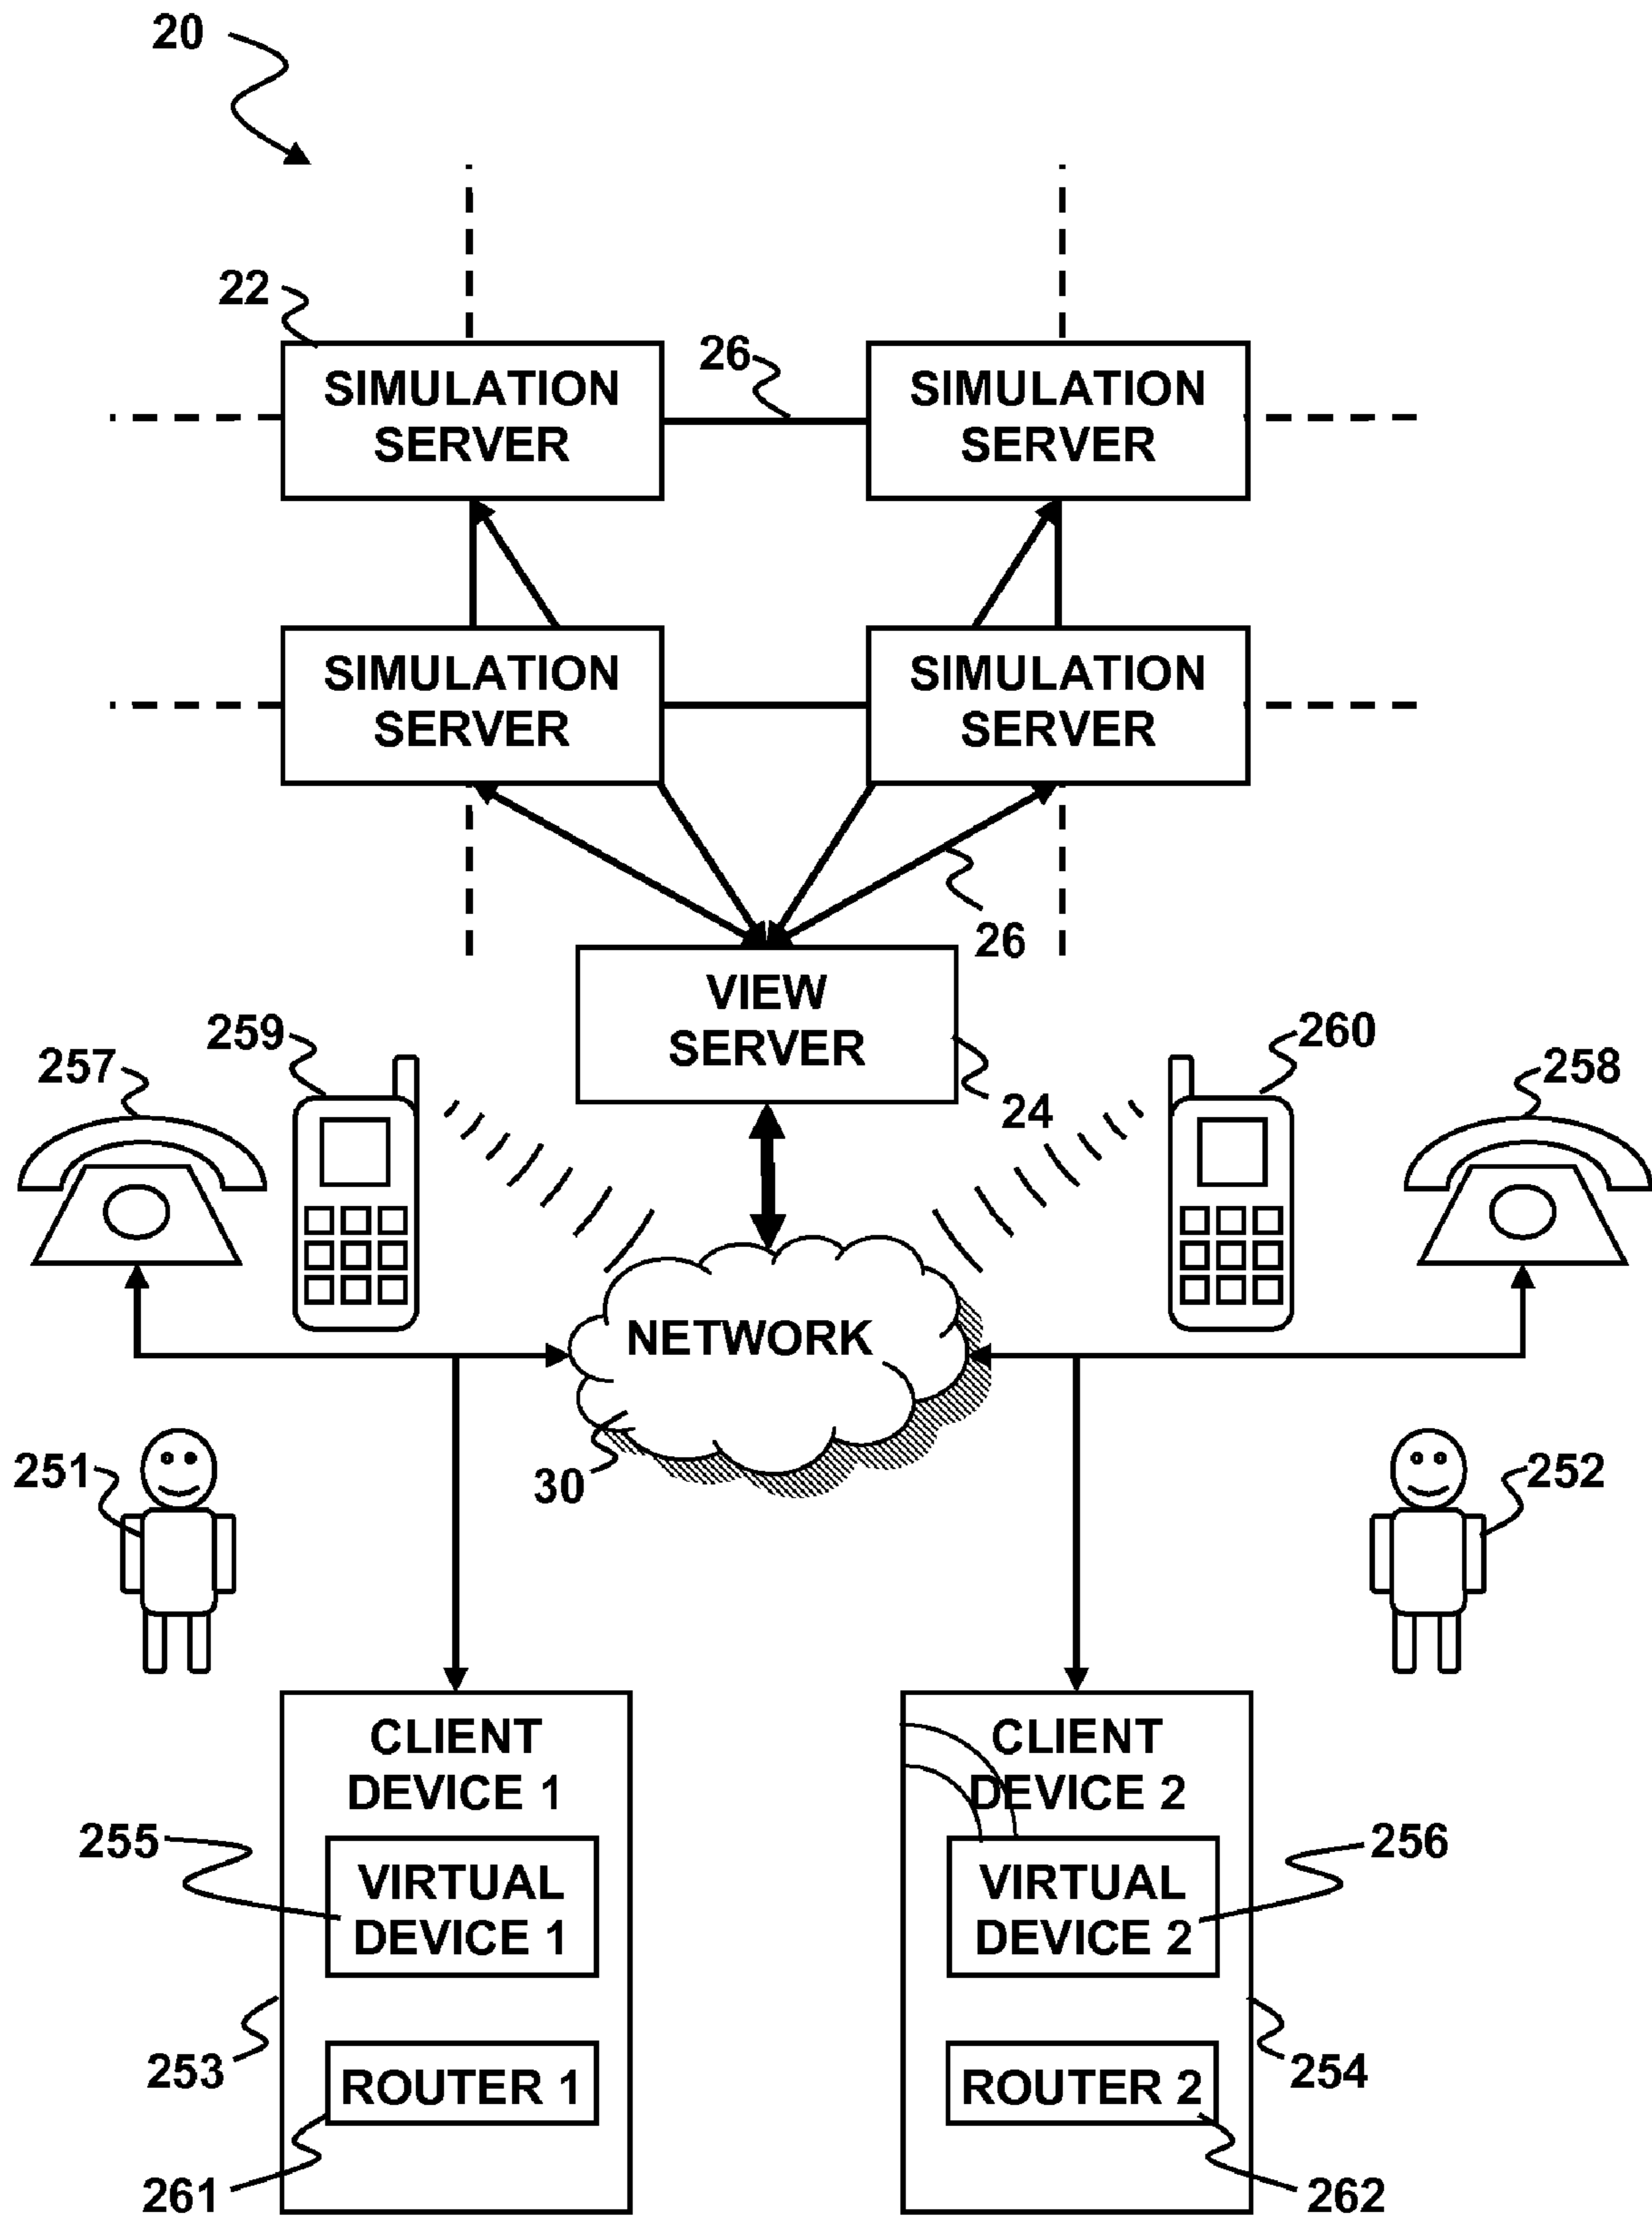 20
22
26
SIMULATION
SERVER
SIMULATION
SERVER
SIMULATION
SERVER
SIMULATION
SERVER
26
VIEW
SERVER
24
257
259
260
258
NETWORK
30
251
252
CLIENT
DEVICE 1
CLIENT
DEVICE 2
255
VIRTUAL
DEVICE 1
VIRTUAL
DEVICE 2
256
253
ROUTER 1
ROUTER 2
254
261
262